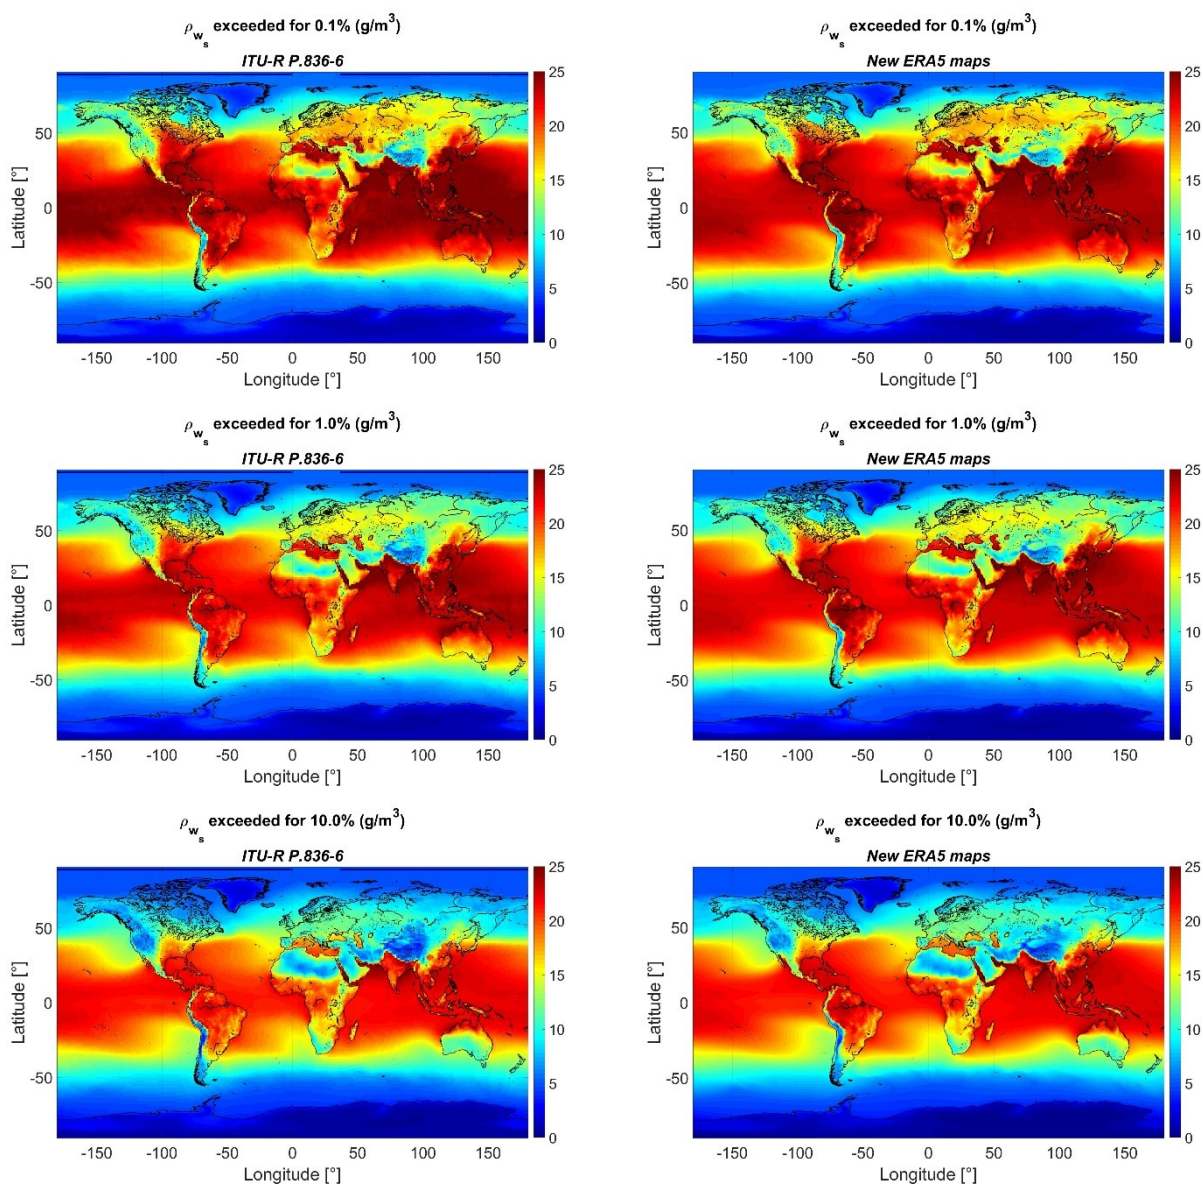 ρws exceeded for 0.1% (g/m³)
ITU-R P.836-6
Latitude [°]
50
0
-50
-150 -100 -50 0 50 100 150
Longitude [°]
25
20
15
10
5
0
ρws exceeded for 0.1% (g/m³)
New ERA5 maps
Latitude [°]
50
0
-50
-150 -100 -50 0 50 100 150
Longitude [°]
25
20
15
10
5
0
ρws exceeded for 1.0% (g/m³)
ITU-R P.836-6
Latitude [°]
50
0
-50
-150 -100 -50 0 50 100 150
Longitude [°]
25
20
15
10
5
0
ρws exceeded for 1.0% (g/m³)
New ERA5 maps
Latitude [°]
50
0
-50
-150 -100 -50 0 50 100 150
Longitude [°]
25
20
15
10
5
0
ρws exceeded for 10.0% (g/m³)
ITU-R P.836-6
Latitude [°]
50
0
-50
-150 -100 -50 0 50 100 150
Longitude [°]
25
20
15
10
5
0
ρws exceeded for 10.0% (g/m³)
New ERA5 maps
Latitude [°]
50
0
-50
-150 -100 -50 0 50 100 150
Longitude [°]
25
20
15
10
5
0